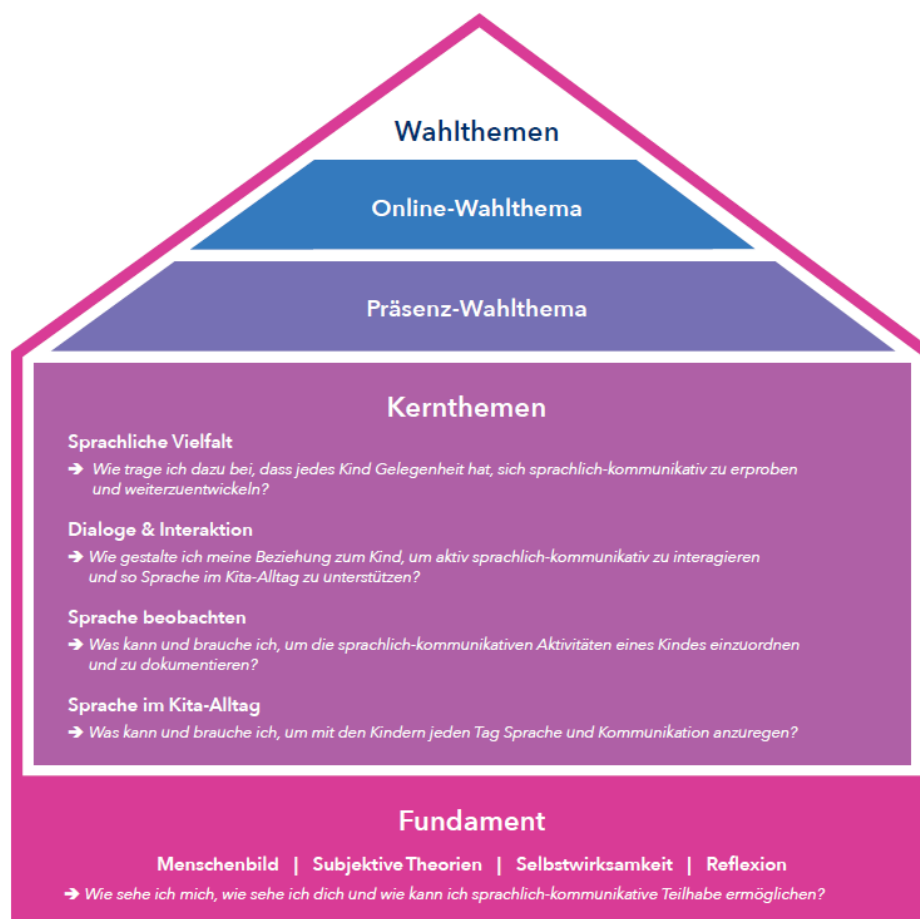 Wahlthemen
Online-Wahlthema
Präsenz-Wahlthema
Kernthemen
Sprachliche Vielfalt
➔ Wie trage ich dazu bei, dass jedes Kind Gelegenheit hat, sich sprachlich-kommunikativ zu erproben
und weiterzuentwickeln?
Dialoge & Interaktion
➔ Wie gestalte ich meine Beziehung zum Kind, um aktiv sprachlich-kommunikativ zu interagieren
und so Sprache im Kita-Alltag zu unterstützen?
Sprache beobachten
➔ Was kann und brauche ich, um die sprachlich-kommunikativen Aktivitäten eines Kindes einzuordnen
und zu dokumentieren?
Sprache im Kita-Alltag
➔ Was kann und brauche ich, um mit den Kindern jeden Tag Sprache und Kommunikation anzuregen?
Fundament
Menschenbild | Subjektive Theorien | Selbstwirksamkeit | Reflexion
➔ Wie sehe ich mich, wie sehe ich dich und wie kann ich sprachlich-kommunikative Teilhabe ermöglichen?